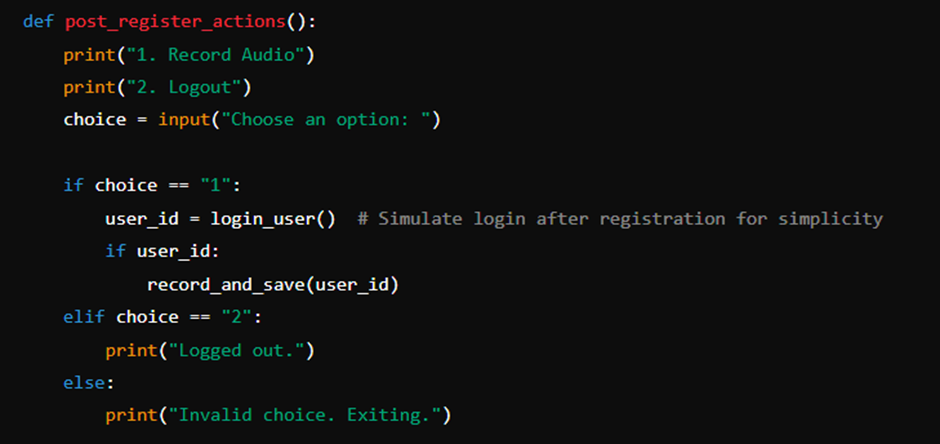 def post_register_actions():
    print("1. Record Audio")
    print("2. Logout")
    choice = input("Choose an option: ")

    if choice == "1":
        user_id = login_user()  # Simulate login after registration for simplicity
        if user_id:
            record_and_save(user_id)
    elif choice == "2":
        print("Logged out.")
    else:
        print("Invalid choice. Exiting.")